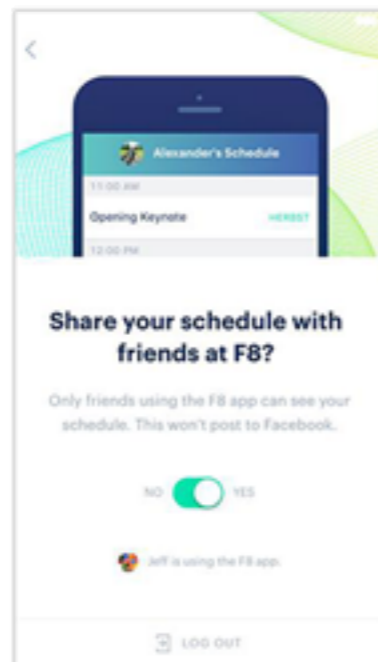 Alexander's Schedule
11:00 AM
Opening Keynote HERBST
12:00 PM
Share your schedule with
friends at F8?
Only friends using the F8 app can see your
schedule. This won't post to Facebook.
NO YES
Jeff is using the F8 app.
LOG OUT